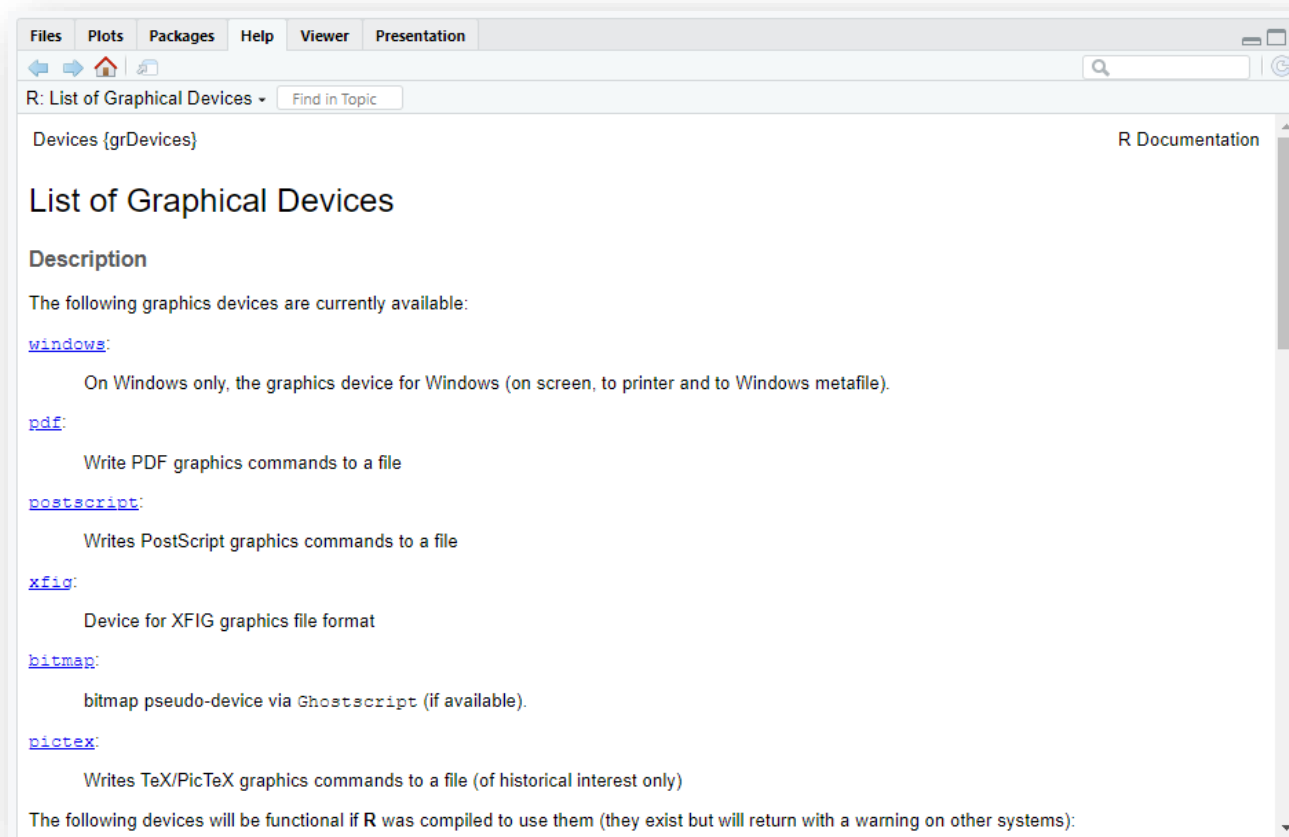 Files Plots Packages Help Viewer Presentation
R: List of Graphical Devices Find in Topic
Devices {grDevices} R Documentation
List of Graphical Devices
Description
The following graphics devices are currently available:
windows:
On Windows only, the graphics device for Windows (on screen, to printer and to Windows metafile).
pdf:
Write PDF graphics commands to a file
postscript:
Writes PostScript graphics commands to a file
xfig:
Device for XFIG graphics file format
bitmap:
bitmap pseudo-device via Ghostscript (if available).
pictex:
Writes TeX/PicTeX graphics commands to a file (of historical interest only)
The following devices will be functional if R was compiled to use them (they exist but will return with a warning on other systems):